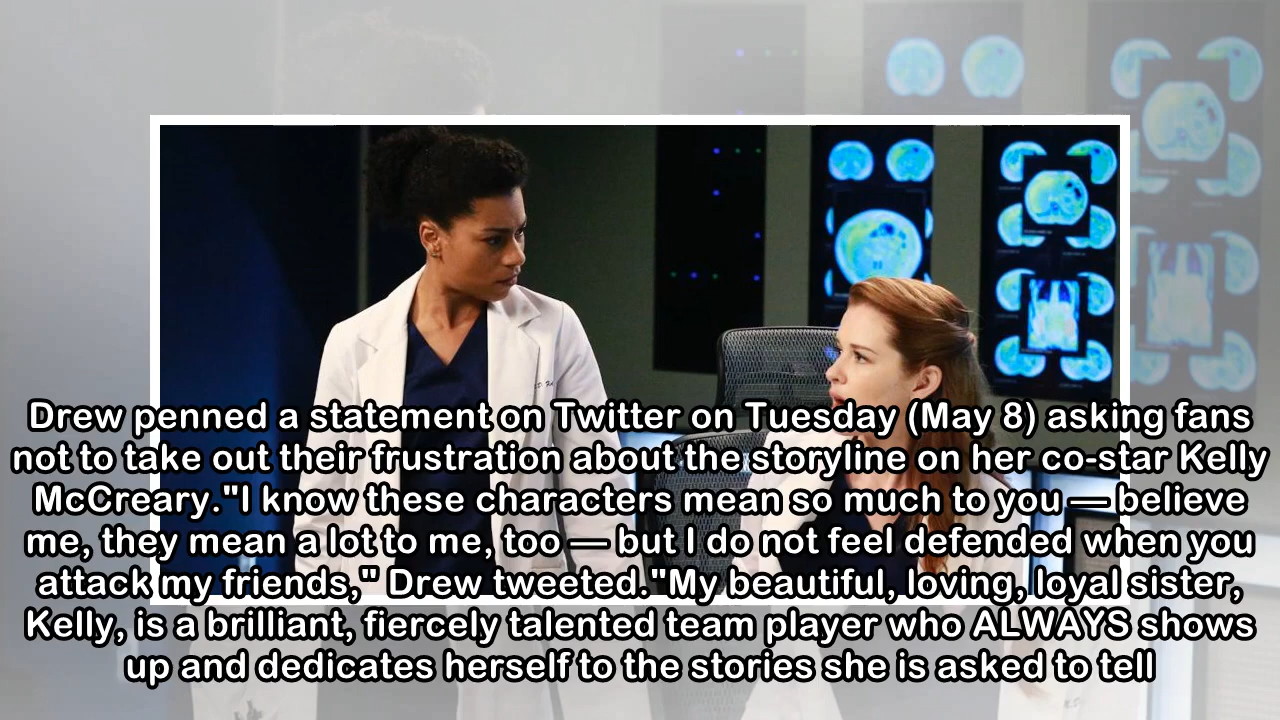 Drew penned a statement on Twitter on Tuesday (May 8) asking fans
not to take out their frustration about the storyline on her co-star Kelly
McCreary."I know these characters mean so much to you — believe
me, they mean a lot to me, too — but I do not feel defended when you
attack my friends," Drew tweeted."My beautiful, loving, loyal sister,
Kelly, is a brilliant, fiercely talented team player who ALWAYS shows
up and dedicates herself to the stories she is asked to tell